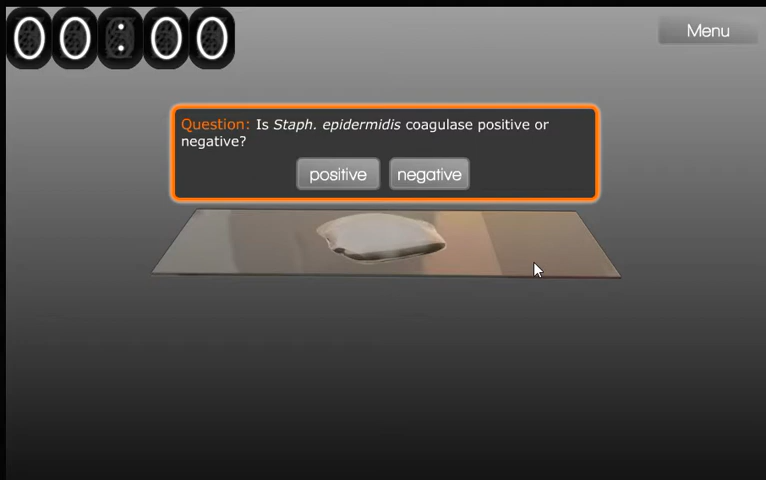 00:00
Menu
Question: Is Staph. epidermidis coagulase positive or
negative?
positive negative